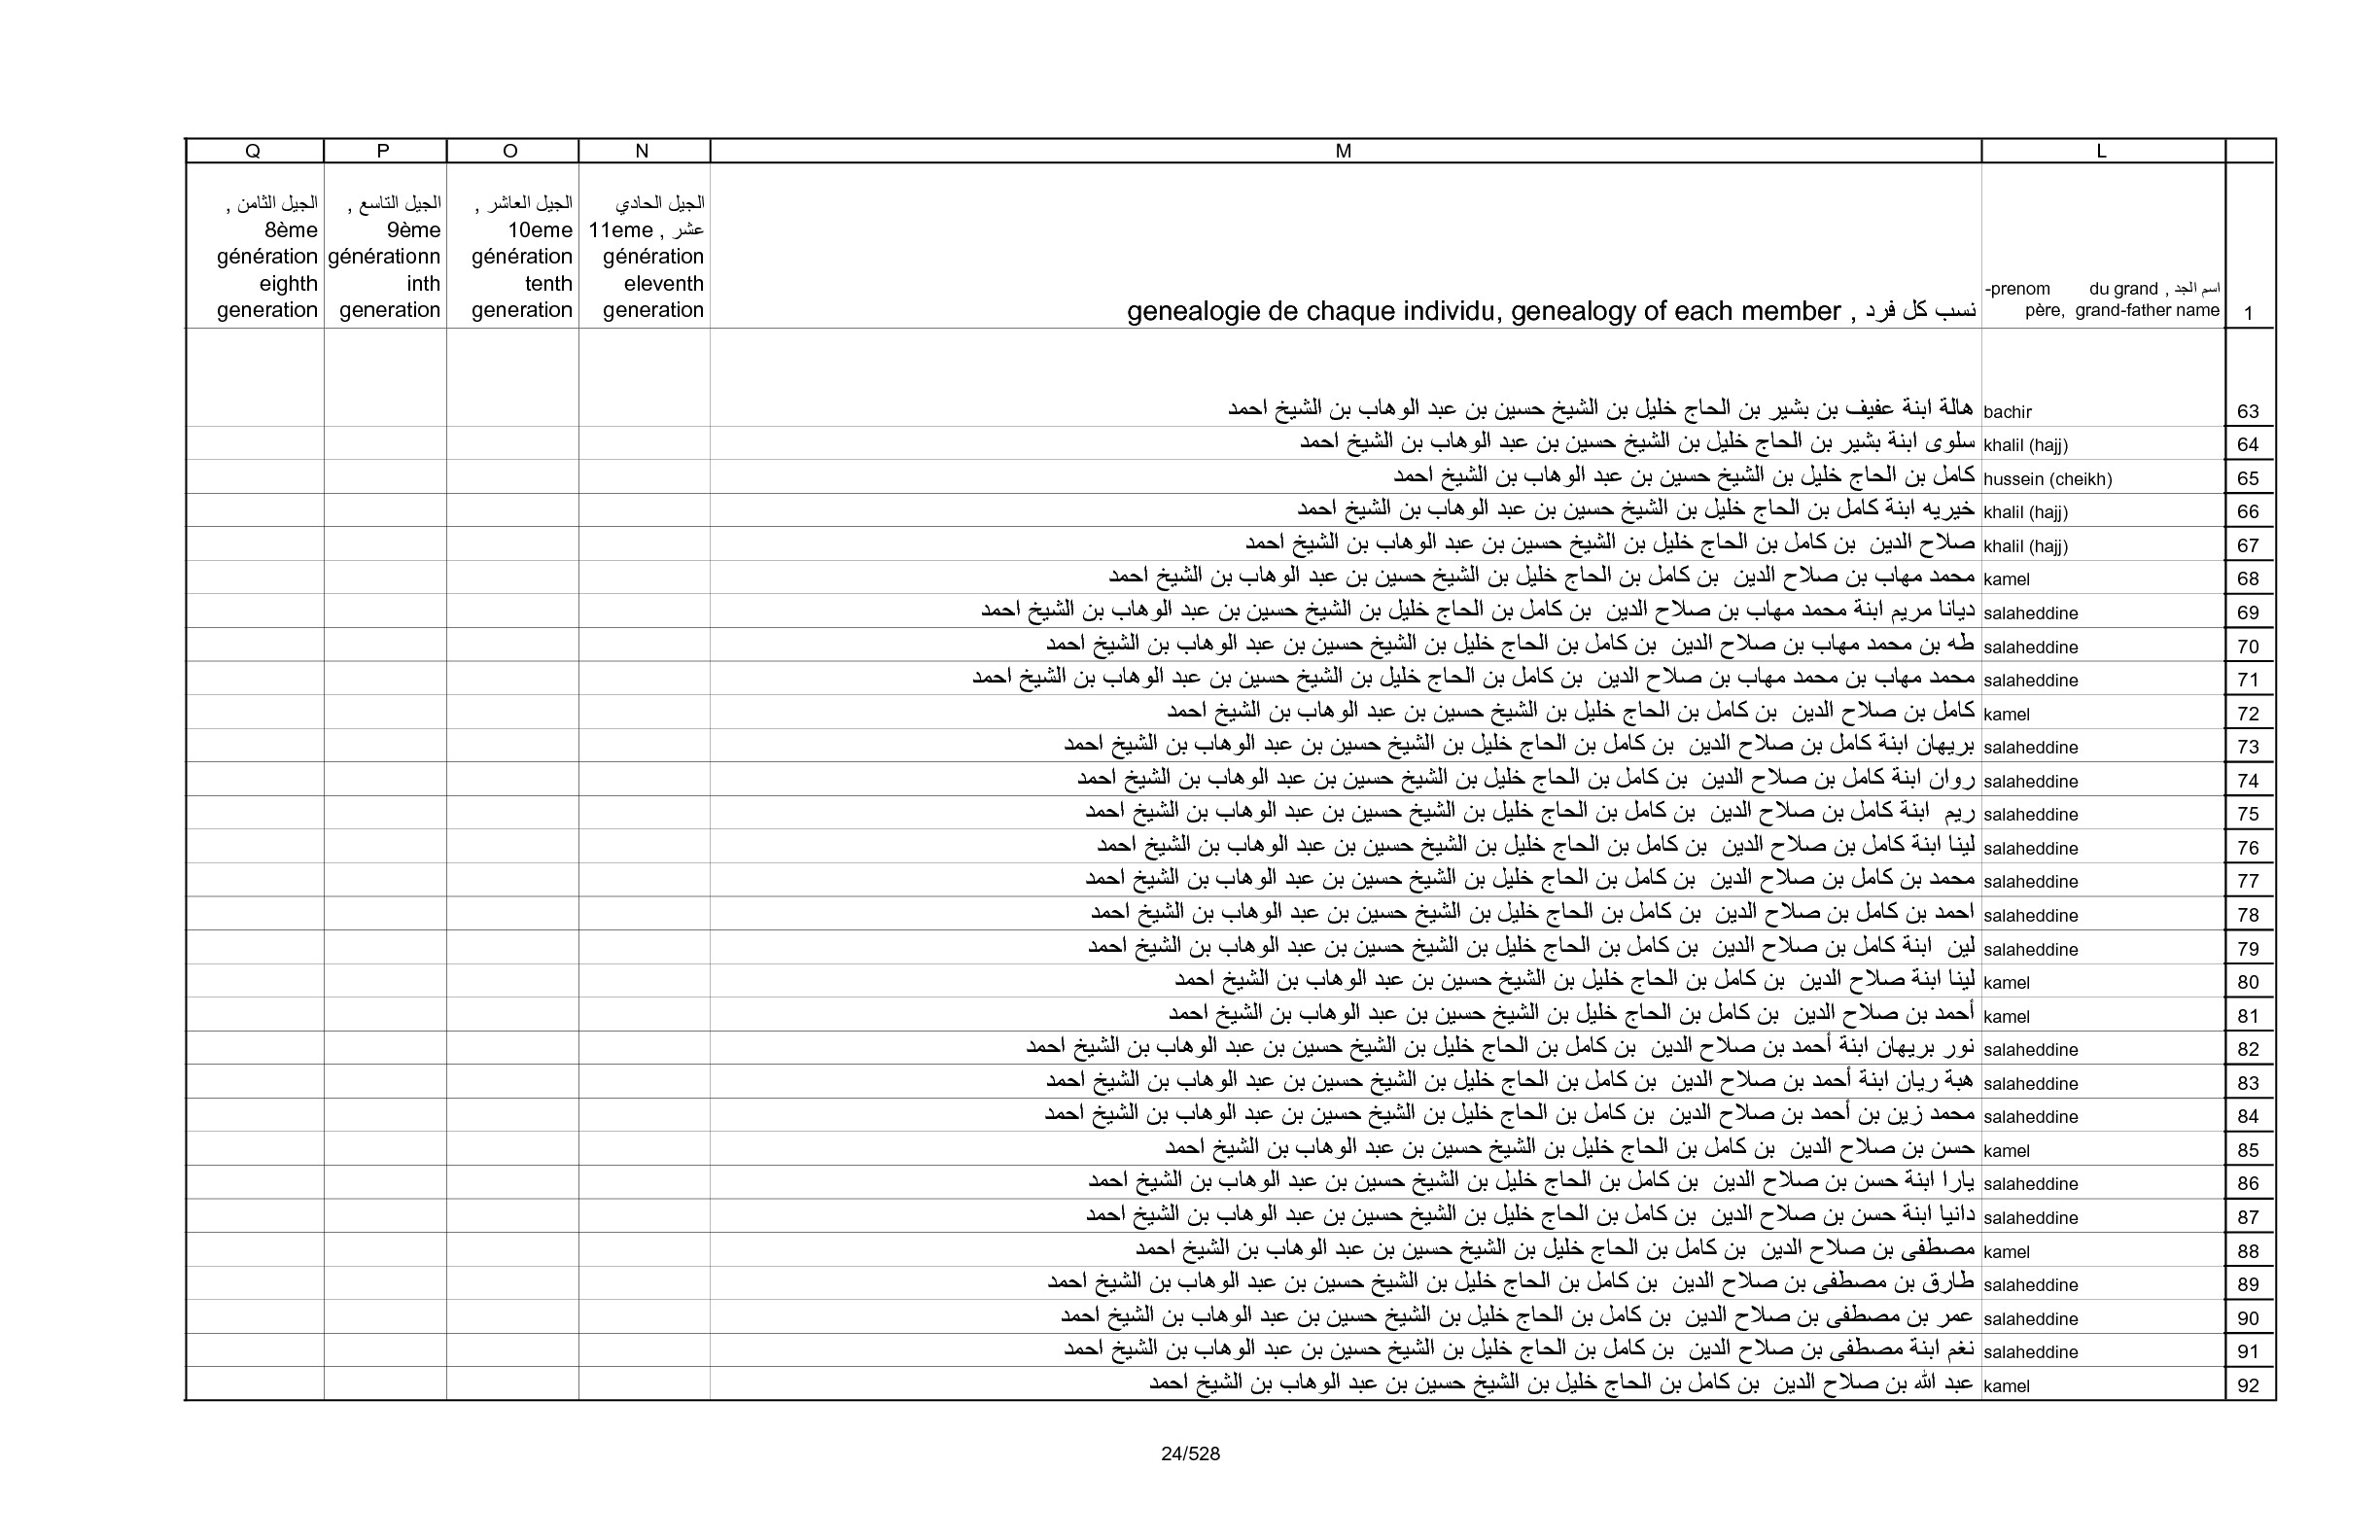 L M N O P Q
1 اسم الجد , prenom du grand-père, grand-father name نسب كل فرد , genealogie de chaque individu, genealogy of each member الجيل الحادي عشر , 11eme génération eleventh generation الجيل العاشر , 10eme génération tenth generation الجيل التاسع , 9ème générationn inth generation الجيل الثامن , 8ème génération eighth generation
63 bachir هالة ابنة عفيف بن بشير بن الحاج خليل بن الشيخ حسين بن عبد الوهاب بن الشيخ احمد
64 khalil (hajj) سلوى ابنة بشير بن الحاج خليل بن الشيخ حسين بن عبد الوهاب بن الشيخ احمد
65 hussein (cheikh) كامل بن الحاج خليل بن الشيخ حسين بن عبد الوهاب بن الشيخ احمد
66 khalil (hajj) خيريه ابنة كامل بن الحاج خليل بن الشيخ حسين بن عبد الوهاب بن الشيخ احمد
67 khalil (hajj) صلاح الدين بن كامل بن الحاج خليل بن الشيخ حسين بن عبد الوهاب بن الشيخ احمد
68 kamel محمد مهاب بن صلاح الدين بن كامل بن الحاج خليل بن الشيخ حسين بن عبد الوهاب بن الشيخ احمد
69 salaheddine ديانا مريم ابنة محمد مهاب بن صلاح الدين بن كامل بن الحاج خليل بن الشيخ حسين بن عبد الوهاب بن الشيخ احمد
70 salaheddine طه بن محمد مهاب بن صلاح الدين بن كامل بن الحاج خليل بن الشيخ حسين بن عبد الوهاب بن الشيخ احمد
71 salaheddine محمد مهاب بن محمد مهاب بن صلاح الدين بن كامل بن الحاج خليل بن الشيخ حسين بن عبد الوهاب بن الشيخ احمد
72 kamel كامل بن صلاح الدين بن كامل بن الحاج خليل بن الشيخ حسين بن عبد الوهاب بن الشيخ احمد
73 salaheddine بريهان ابنة كامل بن صلاح الدين بن كامل بن الحاج خليل بن الشيخ حسين بن عبد الوهاب بن الشيخ احمد
74 salaheddine روان ابنة كامل بن صلاح الدين بن كامل بن الحاج خليل بن الشيخ حسين بن عبد الوهاب بن الشيخ احمد
75 salaheddine ريم ابنة كامل بن صلاح الدين بن كامل بن الحاج خليل بن الشيخ حسين بن عبد الوهاب بن الشيخ احمد
76 salaheddine لينا ابنة كامل بن صلاح الدين بن كامل بن الحاج خليل بن الشيخ حسين بن عبد الوهاب بن الشيخ احمد
77 salaheddine محمد بن كامل بن صلاح الدين بن كامل بن الحاج خليل بن الشيخ حسين بن عبد الوهاب بن الشيخ احمد
78 salaheddine احمد بن كامل بن صلاح الدين بن كامل بن الحاج خليل بن الشيخ حسين بن عبد الوهاب بن الشيخ احمد
79 salaheddine لين ابنة كامل بن صلاح الدين بن كامل بن الحاج خليل بن الشيخ حسين بن عبد الوهاب بن الشيخ احمد
80 kamel لينا ابنة صلاح الدين بن كامل بن الحاج خليل بن الشيخ حسين بن عبد الوهاب بن الشيخ احمد
81 kamel أحمد بن صلاح الدين بن كامل بن الحاج خليل بن الشيخ حسين بن عبد الوهاب بن الشيخ احمد
82 salaheddine نور بريهان ابنة أحمد بن صلاح الدين بن كامل بن الحاج خليل بن الشيخ حسين بن عبد الوهاب بن الشيخ احمد
83 salaheddine هبة ريان ابنة أحمد بن صلاح الدين بن كامل بن الحاج خليل بن الشيخ حسين بن عبد الوهاب بن الشيخ احمد
84 salaheddine محمد زين بن أحمد بن صلاح الدين بن كامل بن الحاج خليل بن الشيخ حسين بن عبد الوهاب بن الشيخ احمد
85 kamel حسن بن صلاح الدين بن كامل بن الحاج خليل بن الشيخ حسين بن عبد الوهاب بن الشيخ احمد
86 salaheddine يارا ابنة حسن بن صلاح الدين بن كامل بن الحاج خليل بن الشيخ حسين بن عبد الوهاب بن الشيخ احمد
87 salaheddine دانيا ابنة حسن بن صلاح الدين بن كامل بن الحاج خليل بن الشيخ حسين بن عبد الوهاب بن الشيخ احمد
88 kamel مصطفى بن صلاح الدين بن كامل بن الحاج خليل بن الشيخ حسين بن عبد الوهاب بن الشيخ احمد
89 salaheddine طارق بن مصطفى بن صلاح الدين بن كامل بن الحاج خليل بن الشيخ حسين بن عبد الوهاب بن الشيخ احمد
90 salaheddine عمر بن مصطفى بن صلاح الدين بن كامل بن الحاج خليل بن الشيخ حسين بن عبد الوهاب بن الشيخ احمد
91 salaheddine نغم ابنة مصطفى بن صلاح الدين بن كامل بن الحاج خليل بن الشيخ حسين بن عبد الوهاب بن الشيخ احمد
92 kamel عبد الله بن صلاح الدين بن كامل بن الحاج خليل بن الشيخ حسين بن عبد الوهاب بن الشيخ احمد
24/528